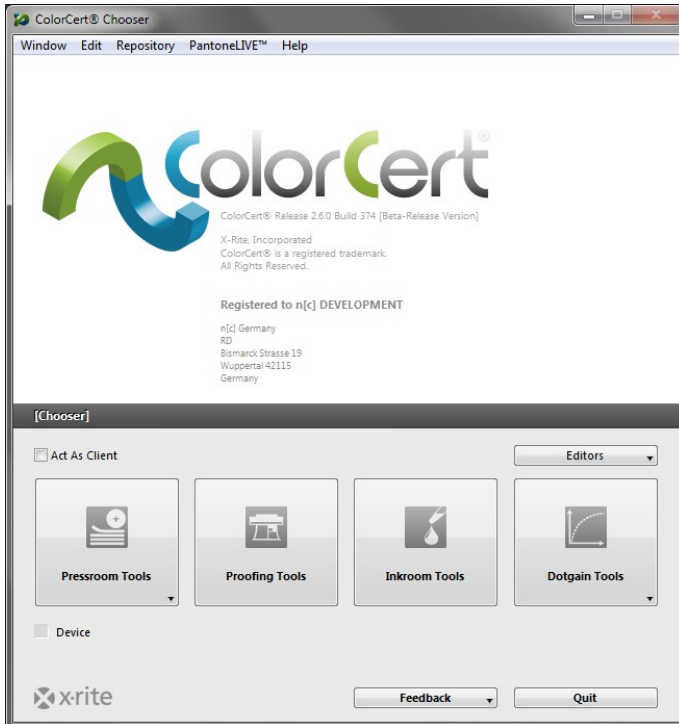 ColorCert® Chooser
Window Edit Repository PantoneLIVE™ Help
ColorCert®
ColorCert® Release 2.6.0 Build 374 [Beta-Release Version]
X-Rite, Incorporated
ColorCert® is a registered trademark.
All Rights Reserved.
Registered to n[c] DEVELOPMENT
n[c] Germany
RD
Bismarck Strasse 19
Wuppertal 42115
Germany
[Chooser]
Act As Client Editors
Pressroom Tools Proofing Tools Inkroom Tools Dotgain Tools
Device
x·rite Feedback Quit